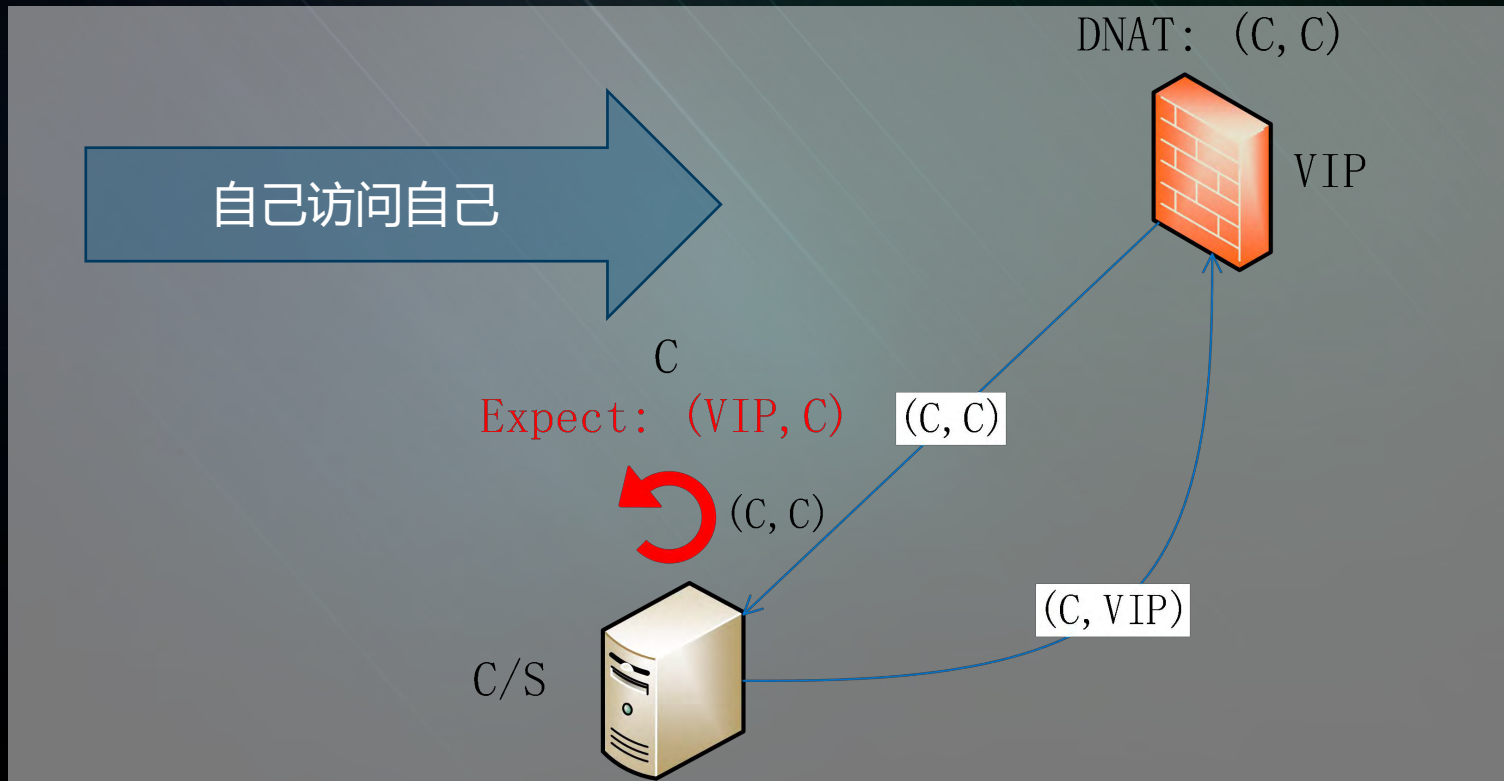 DNAT: (C,C)
VIP
自己访问自己
C
Expect: (VIP,C)
(C,C)
(C,C)
(C,VIP)
C/S